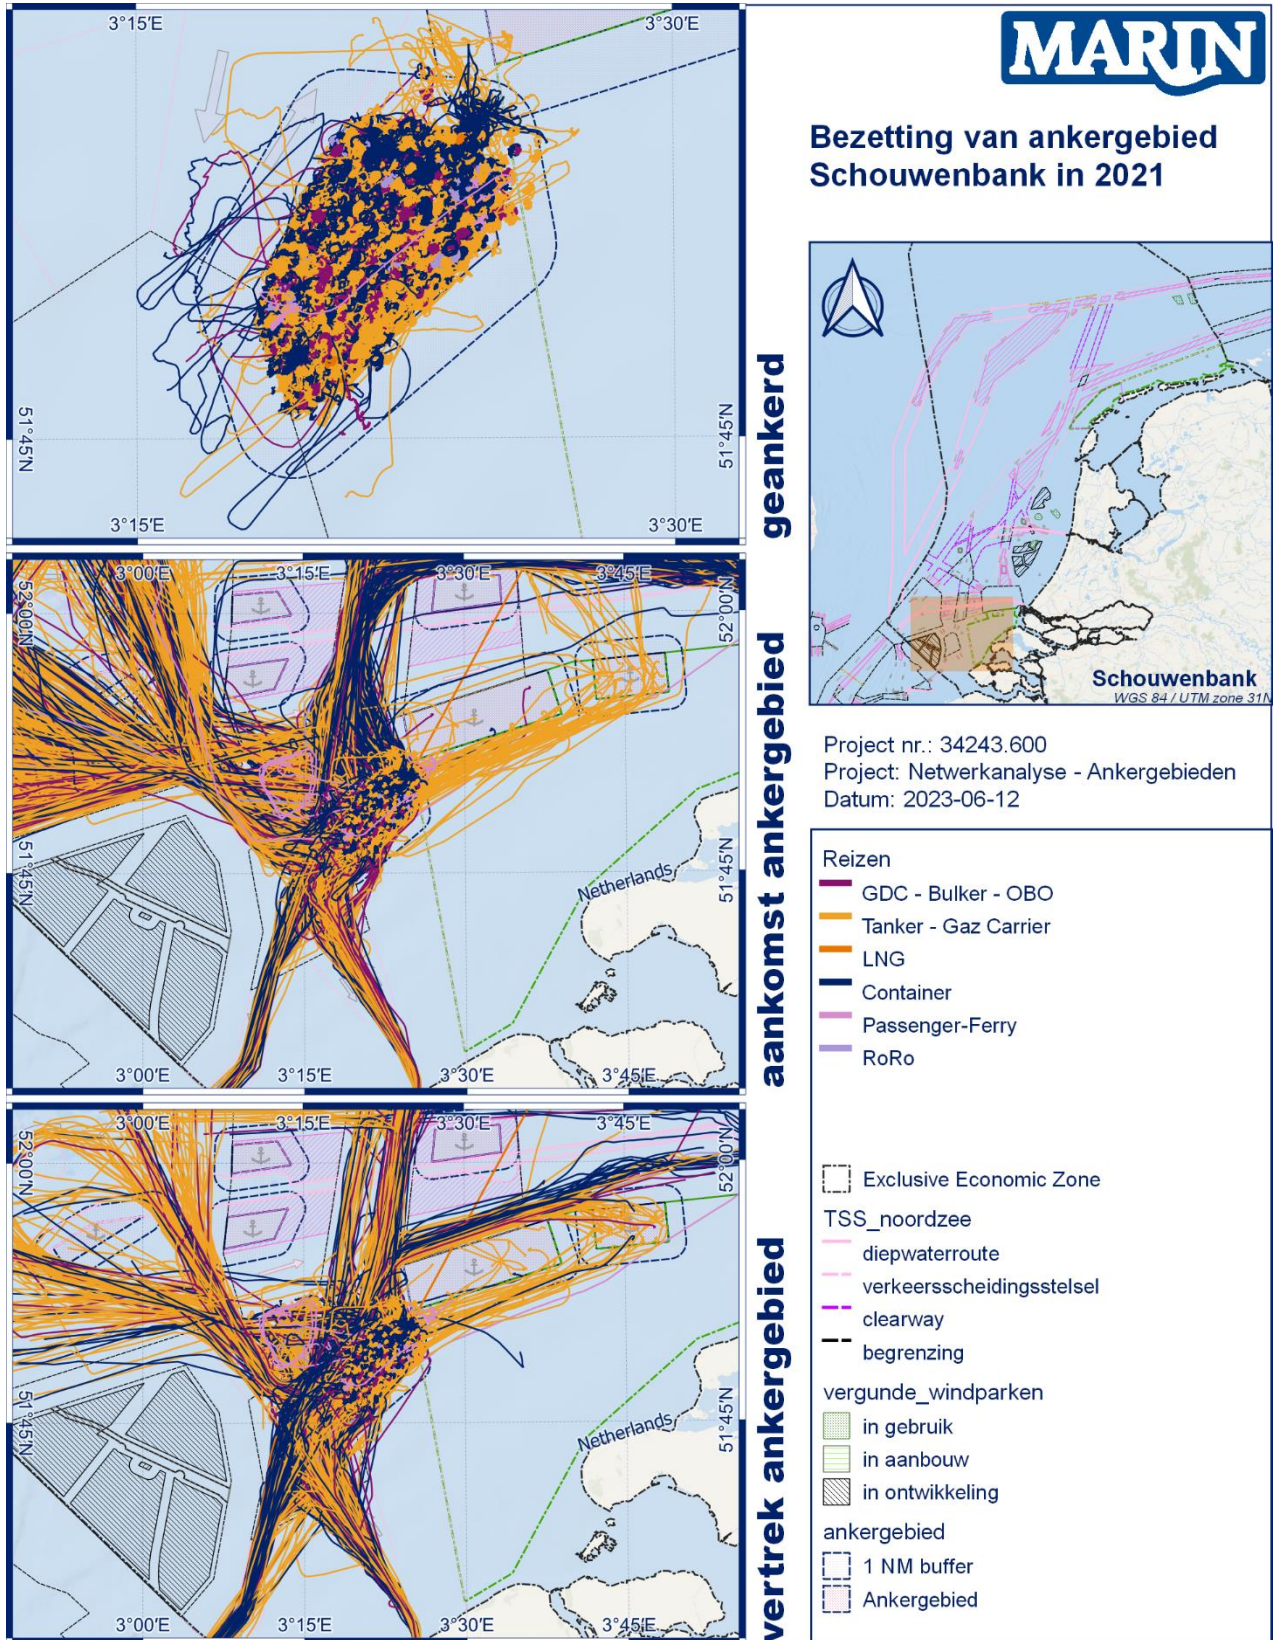 MARIN
Bezetting van ankergebied
Schouwenbank in 2021
3°15'E
3°30'E
51°45'N
51°45'N
3°15'E
3°30'E
geankerd
3°00'E
3°15'E
3°30'E
3°45'E
52°00'N
52°00'N
51°45'N
51°45'N
Netherlands
3°00'E
3°15'E
3°30'E
3°45'E
aankomst ankergebied
3°00'E
3°15'E
3°30'E
3°45'E
52°00'N
52°00'N
51°45'N
51°45'N
Netherlands
3°00'E
3°15'E
3°30'E
3°45'E
vertrek ankergebied
Schouwenbank
WGS 84 / UTM zone 31N
Project nr.: 34243.600
Project: Netwerkanalyse - Ankergebieden
Datum: 2023-06-12
Reizen
GDC - Bulker - OBO
Tanker - Gaz Carrier
LNG
Container
Passenger-Ferry
RoRo
Exclusive Economic Zone
TSS_noordzee
diepwaterroute
verkeersscheidingsstelsel
clearway
begrenzing
vergunde_windparken
in gebruik
in aanbouw
in ontwikkeling
ankergebied
1 NM buffer
Ankergebied